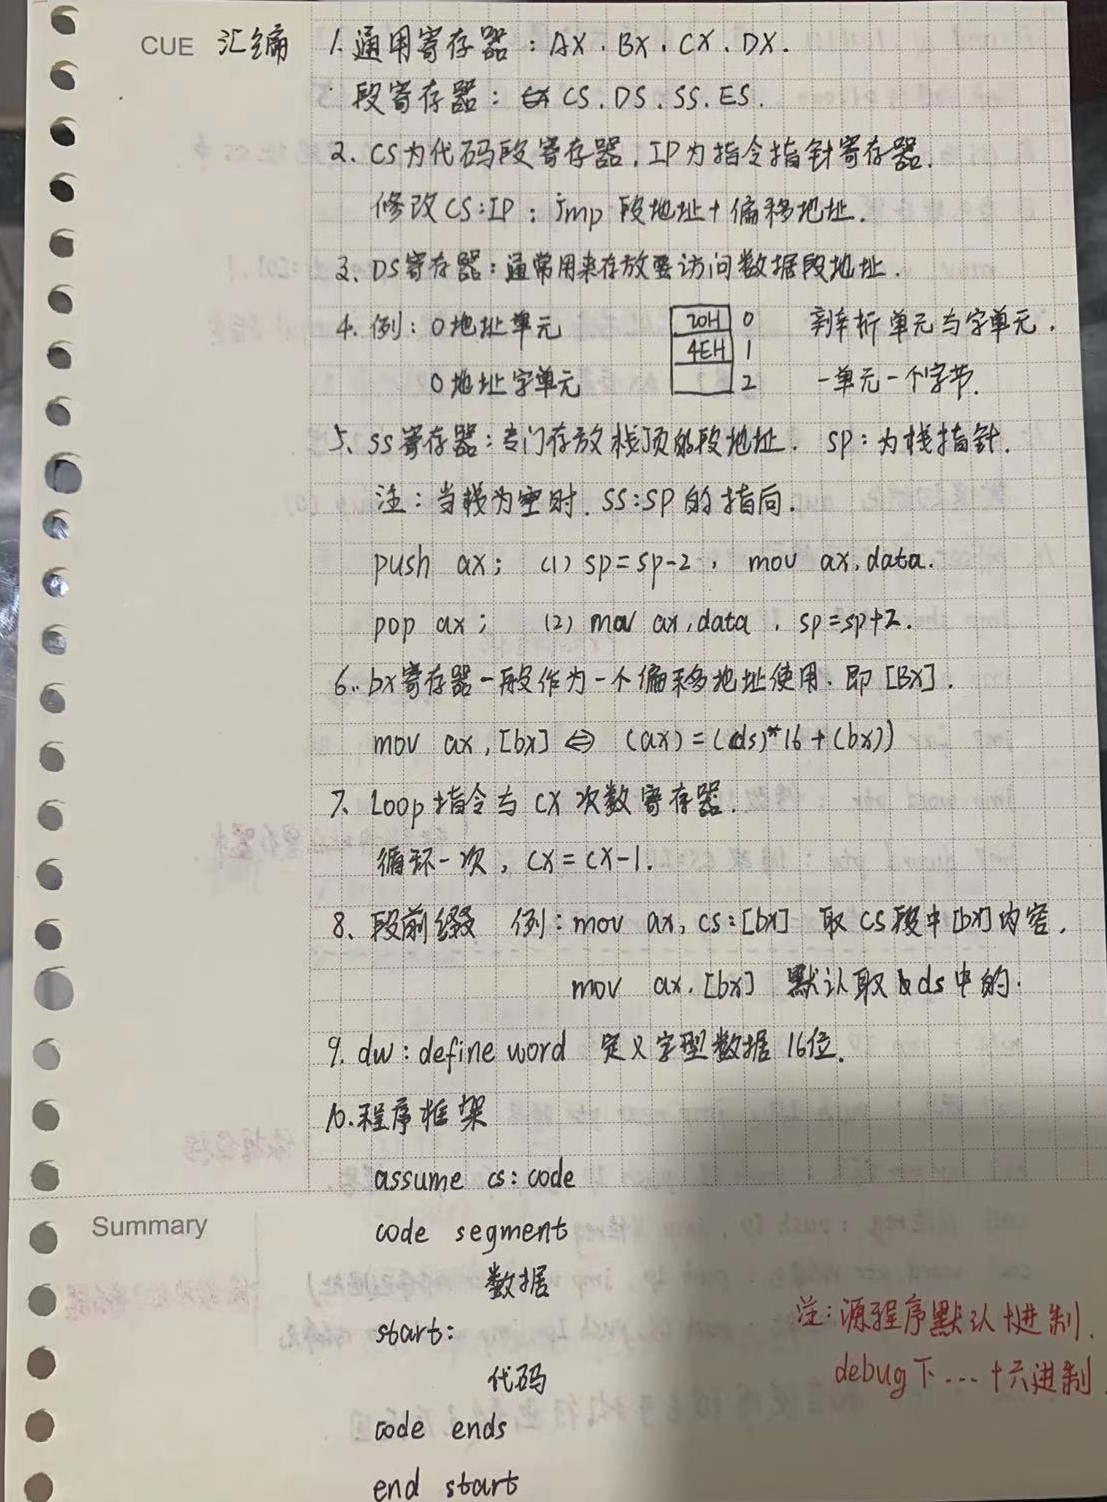 CUE 汇编
1. 通用寄存器：AX．BX．CX．DX．
段寄存器：CS．DS．SS．ES．
2、CS为代码段寄存器．IP为指令指针寄存器．
修改CS:IP：jmp 段地址+偏移地址．
3、DS寄存器：通常用来存放要访问数据段地址．
4. 例：0地址单元 20H 0 辨析单元与字单元．
4EH 1
0地址字单元 2 一单元一个字节．
5、SS寄存器：专门存放栈顶的段地址． SP：为栈指针．
注：当栈为空时．SS:SP的指向．
push ax； (1) sp=sp-2， mov ax,data.
pop ax； (2) mov ax,data．sp=sp+2.
6．bx寄存器一般作为一个偏移地址使用．即[BX]．
mov ax,[bx] ⇔ (ax)=((ds)*16+(bx))
7、Loop指令与CX次数寄存器．
循环一次，CX=CX-1.
8、段前缀 例：mov ax, cs:[bx] 取CS段中[bx]内容．
mov ax.[bx] 默认取ds中的．
9. dw：define word 定义字型数据 16位．
10.程序框架
assume cs:code
Summary
code segment
数据
start:
注：源程序默认十进制．
代码
debug下…十六进制
code ends
end start